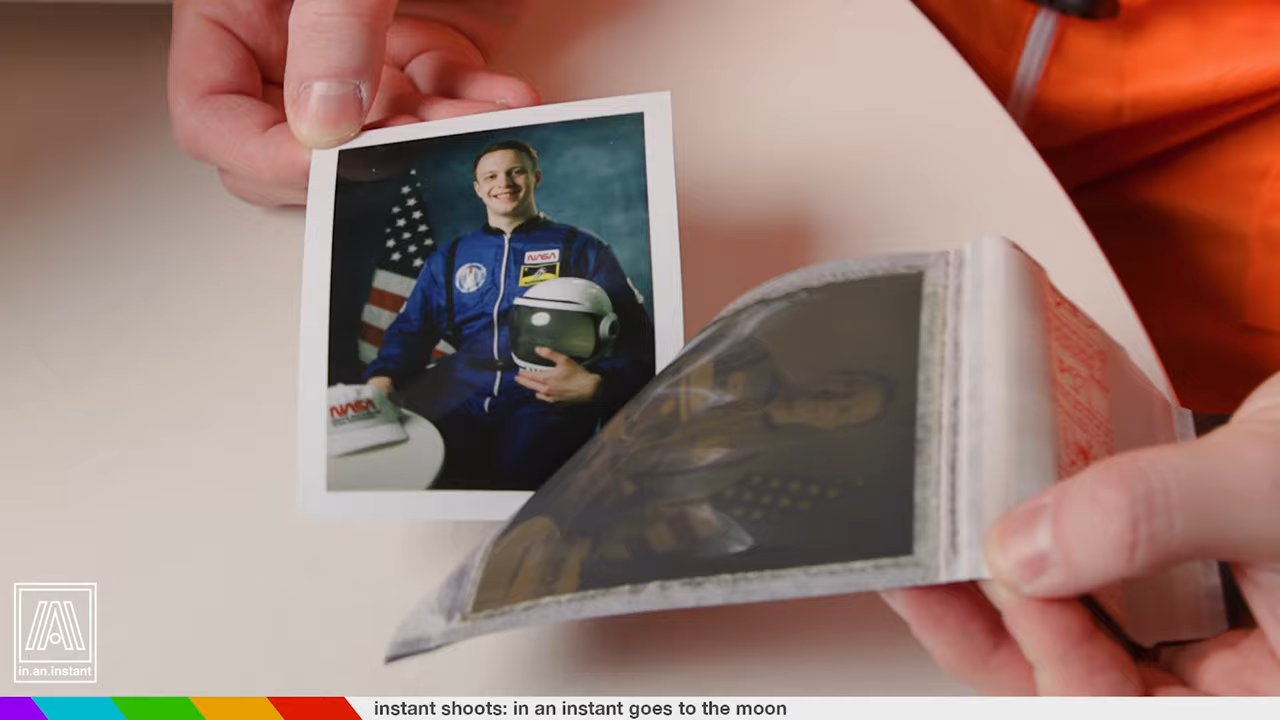 NASA
NASA
in.an.instant
instant shoots: in an instant goes to the moon